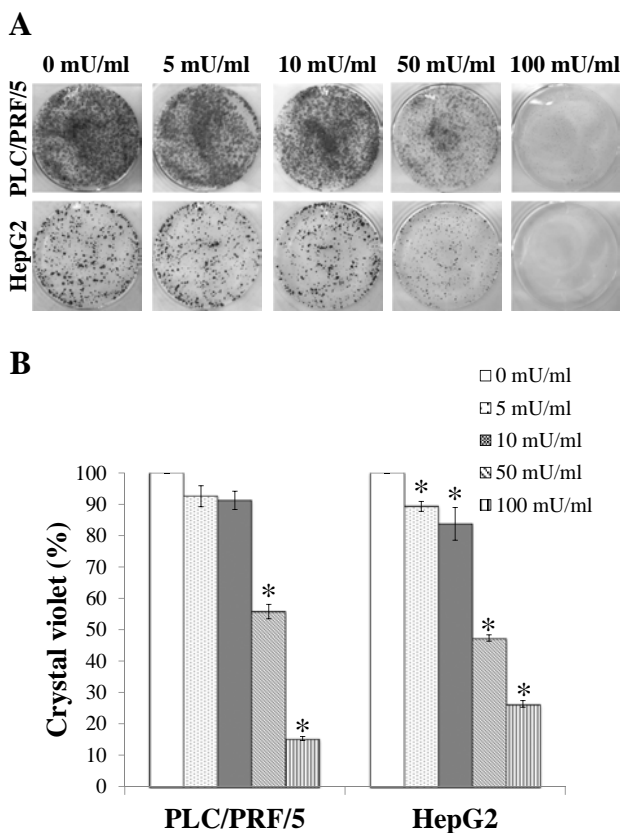 A
0 mU/ml 5 mU/ml 10 mU/ml 50 mU/ml 100 mU/ml
PLC/PRF/5
HepG2
B
0 mU/ml
5 mU/ml
10 mU/ml
50 mU/ml
100 mU/ml
Crystal violet (%)
100
90
80
70
60
50
40
30
20
10
0
* *
* *
* *
PLC/PRF/5 HepG2